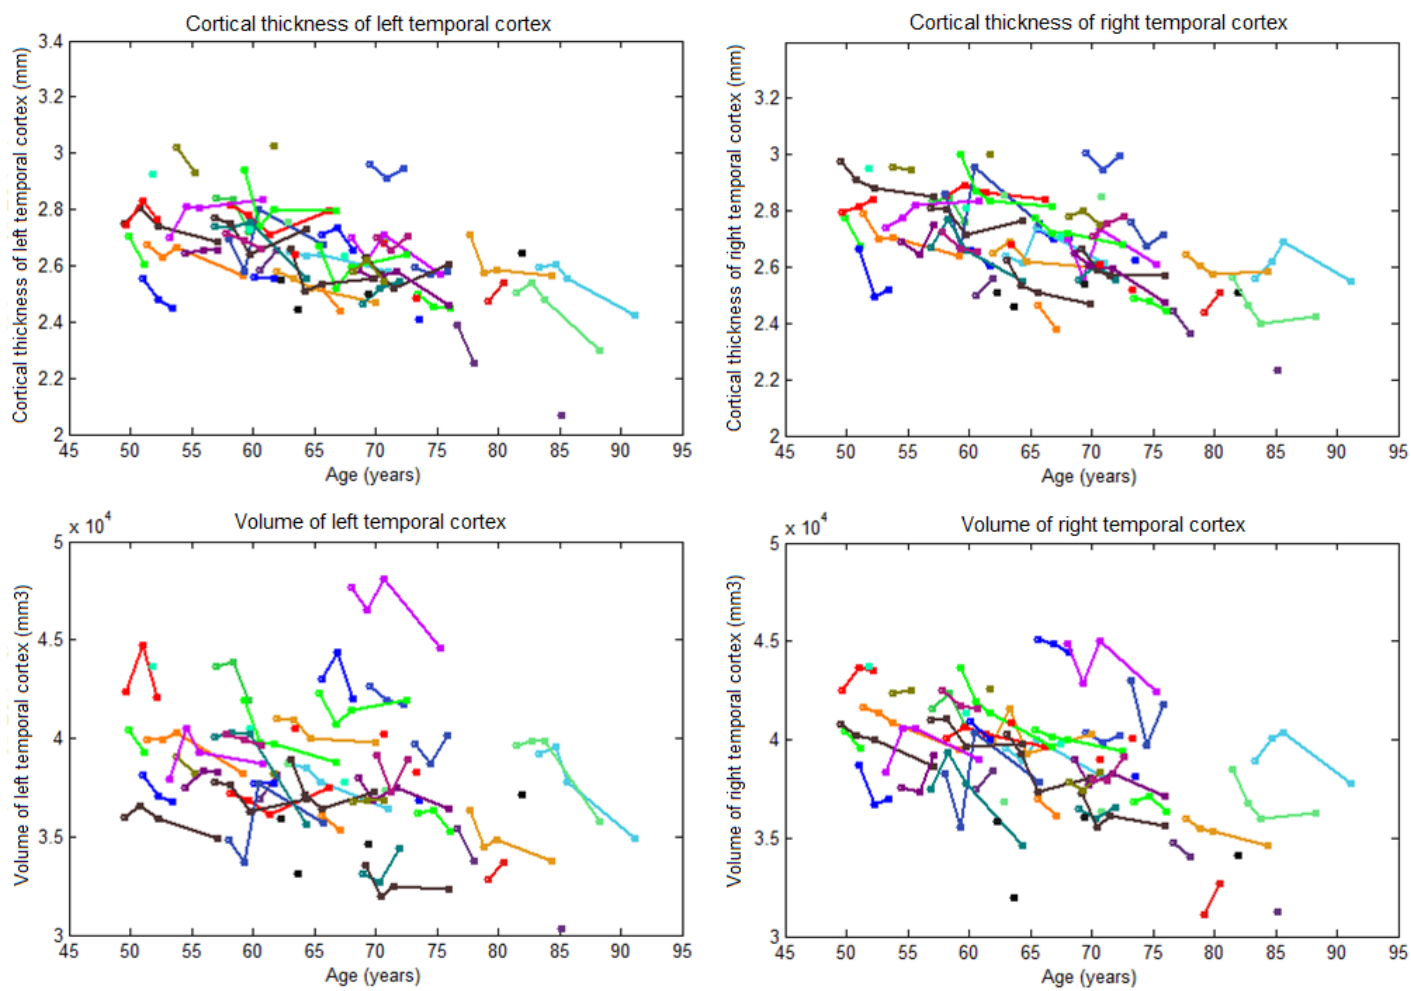 Cortical thickness of left temporal cortex
Cortical thickness of left temporal cortex (mm)
3.4
3.2
3
2.8
2.6
2.4
2.2
2
45 50 55 60 65 70 75 80 85 90 95
Age (years)
Cortical thickness of right temporal cortex
Cortical thickness of right temporal cortex (mm)
3.2
3
2.8
2.6
2.4
2.2
2
45 50 55 60 65 70 75 80 85 90 95
Age (years)
Volume of left temporal cortex
x 10^4
Volume of left temporal cortex (mm3)
5
4.5
4
3.5
3
45 50 55 60 65 70 75 80 85 90 95
Age (years)
Volume of right temporal cortex
x 10^4
Volume of right temporal cortex (mm3)
5
4.5
4
3.5
3
45 50 55 60 65 70 75 80 85 90 95
Age (years)